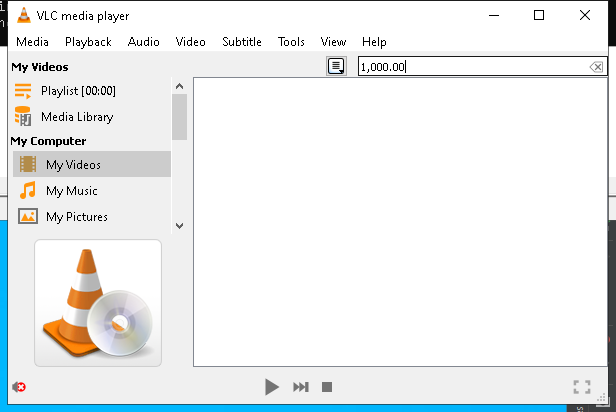 VLC media player
Media Playback Audio Video Subtitle Tools View Help
My Videos
1,000.00
Playlist [00:00]
Media Library
My Computer
My Videos
My Music
My Pictures